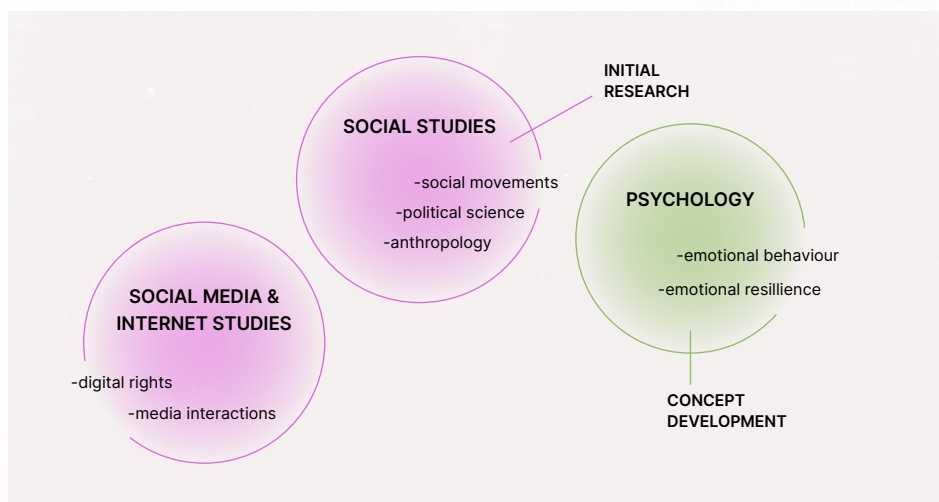 INITIAL
RESEARCH
SOCIAL STUDIES
-social movements
-political science
-anthropology
PSYCHOLOGY
-emotional behaviour
-emotional resillience
SOCIAL MEDIA &
INTERNET STUDIES
-digital rights
-media interactions
CONCEPT
DEVELOPMENT